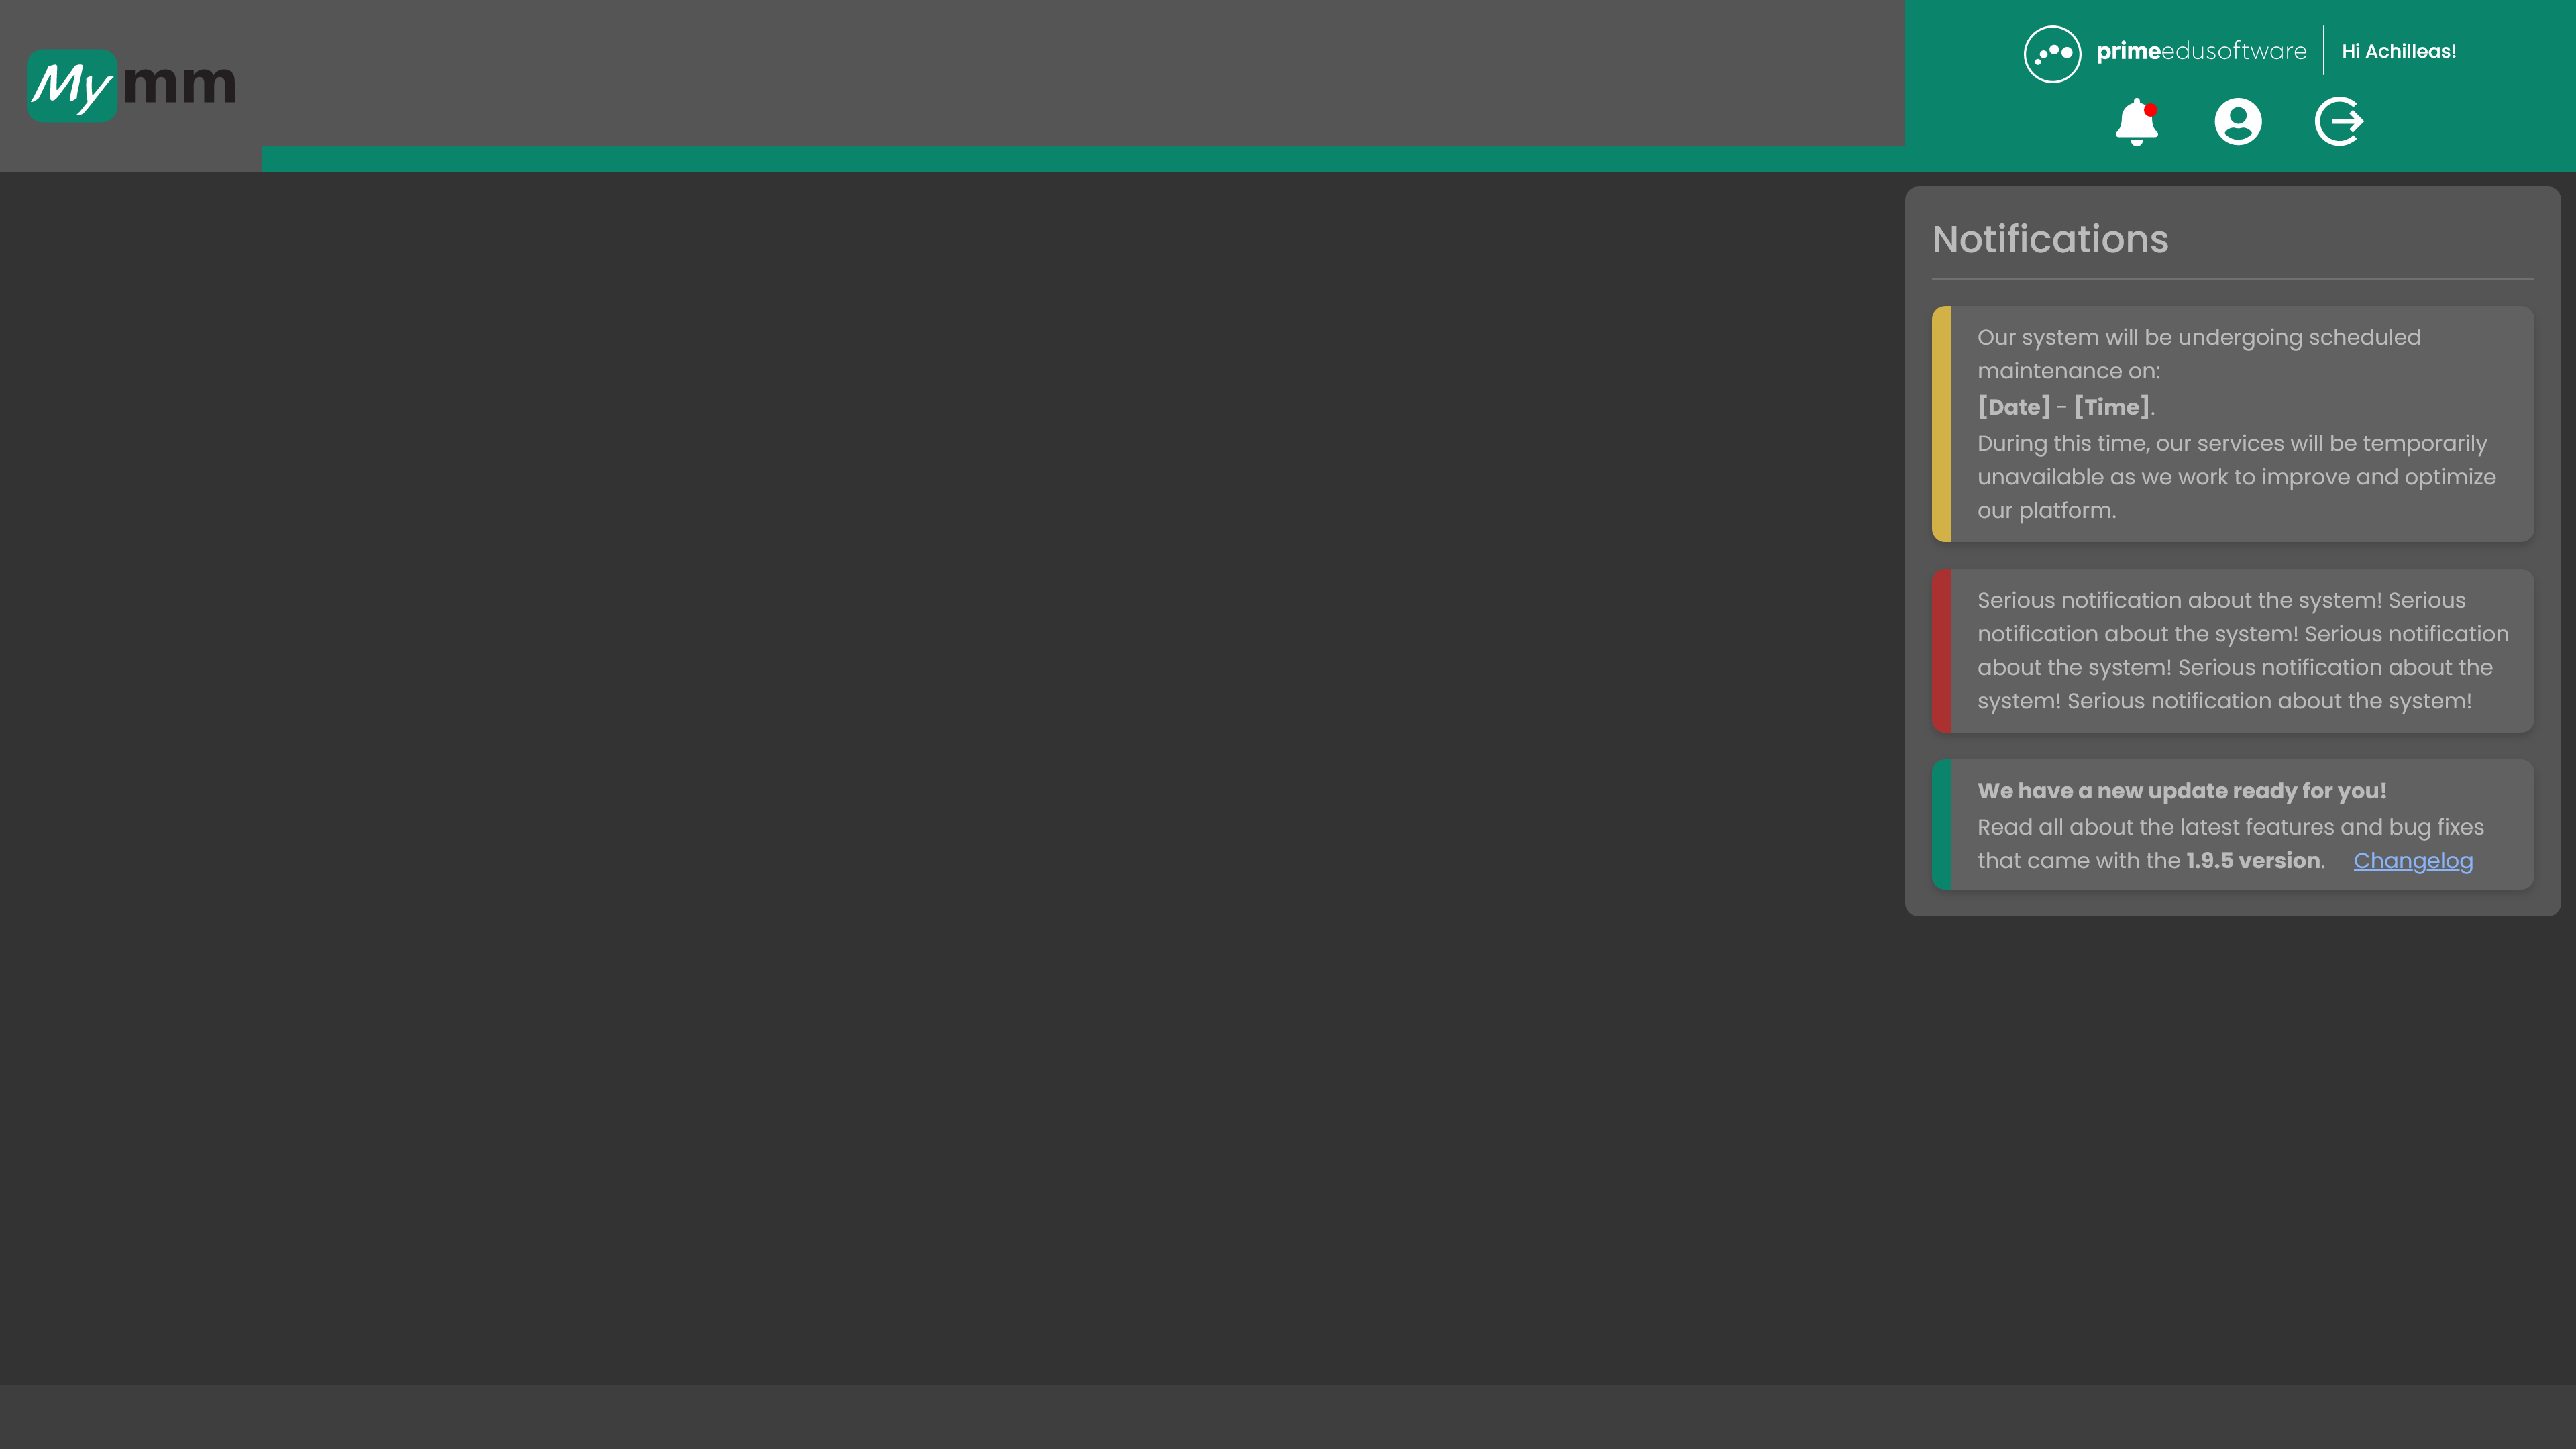 My mm
primeedusoftware
Hi Achilleas!
Notifications
Our system will be undergoing scheduled
maintenance on:
[Date] - [Time].
During this time, our services will be temporarily
unavailable as we work to improve and optimize
our platform.
Serious notification about the system! Serious
notification about the system! Serious notification
about the system! Serious notification about the
system! Serious notification about the system!
We have a new update ready for you!
Read all about the latest features and bug fixes
that came with the 1.9.5 version. Changelog